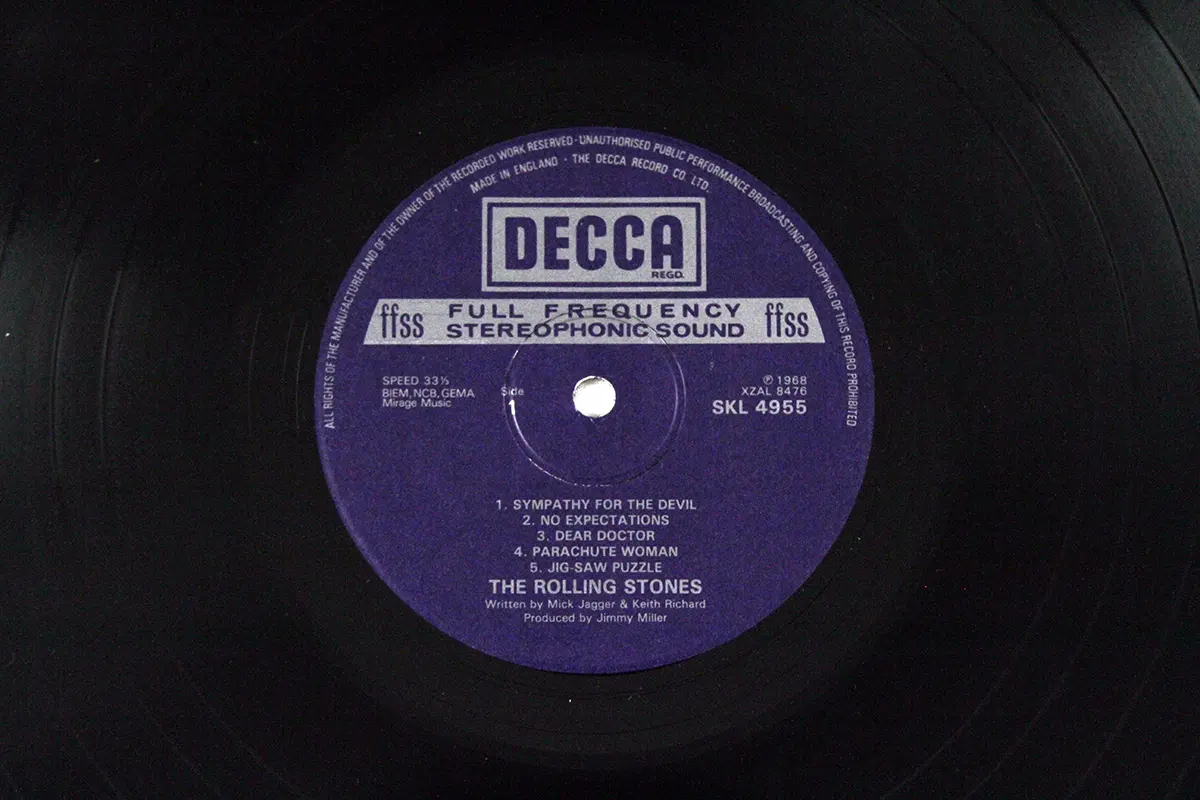 ALL RIGHTS OF THE MANUFACTURER AND OF THE OWNER OF THE RECORDED WORK RESERVED · UNAUTHORISED PUBLIC PERFORMANCE BROADCASTING AND COPYING OF THIS RECORD PROHIBITED
MADE IN ENGLAND · THE DECCA RECORD CO. LTD.
DECCA
REGD.
ffss FULL FREQUENCY ffss
STEREOPHONIC SOUND
SPEED 33⅓
BIEM, NCB, GEMA
Mirage Music
Side
1
℗ 1968
XZAL 8476
SKL 4955
1. SYMPATHY FOR THE DEVIL
2. NO EXPECTATIONS
3. DEAR DOCTOR
4. PARACHUTE WOMAN
5. JIG-SAW PUZZLE
THE ROLLING STONES
Written by Mick Jagger & Keith Richard
Produced by Jimmy Miller